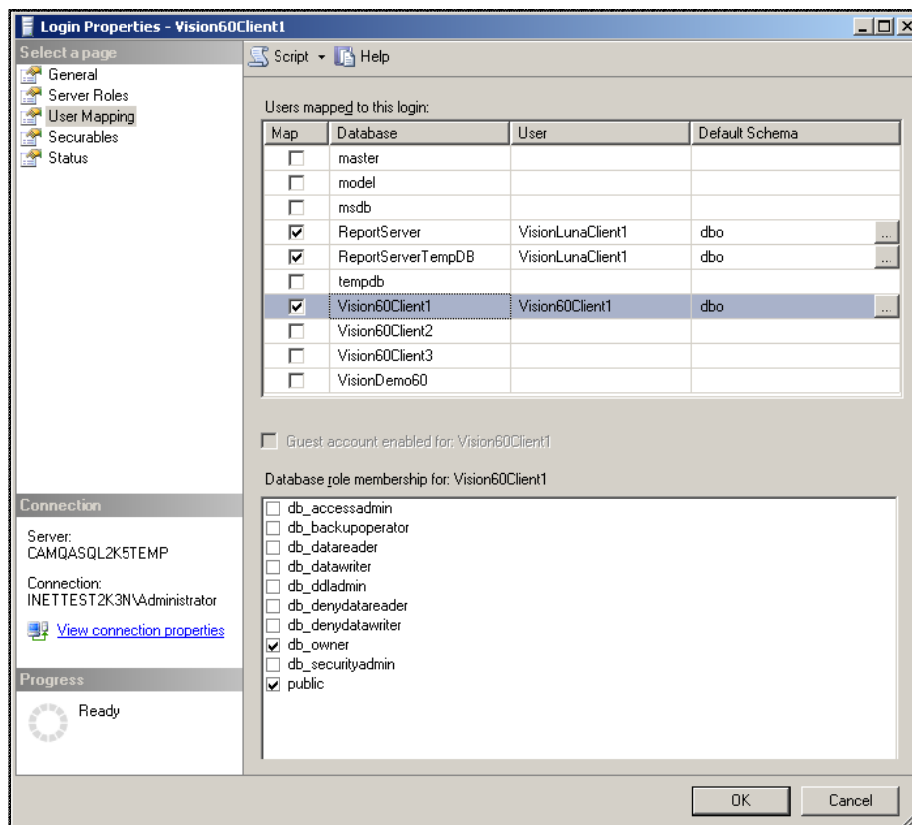 Login Properties - Vision60Client1
Select a page
General
Server Roles
User Mapping
Securables
Status
Script Help
Users mapped to this login:
Map Database User Default Schema
master
model
msdb
ReportServer VisionLunaClient1 dbo ...
ReportServerTempDB VisionLunaClient1 dbo ...
tempdb
Vision60Client1 Vision60Client1 dbo ...
Vision60Client2
Vision60Client3
VisionDemo60
Guest account enabled for: Vision60Client1
Database role membership for: Vision60Client1
db_accessadmin
db_backupoperator
db_datareader
db_datawriter
db_ddladmin
db_denydatareader
db_denydatawriter
db_owner
db_securityadmin
public
Connection
Server:
CAMQASQL2K5TEMP
Connection:
INETTEST2K3N\Administrator
View connection properties
Progress
Ready
OK Cancel